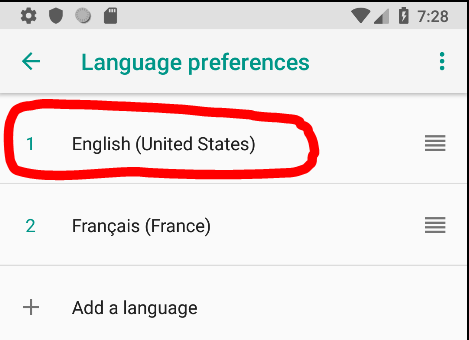 7:28
Language preferences
1 English (United States)
2 Français (France)
Add a language